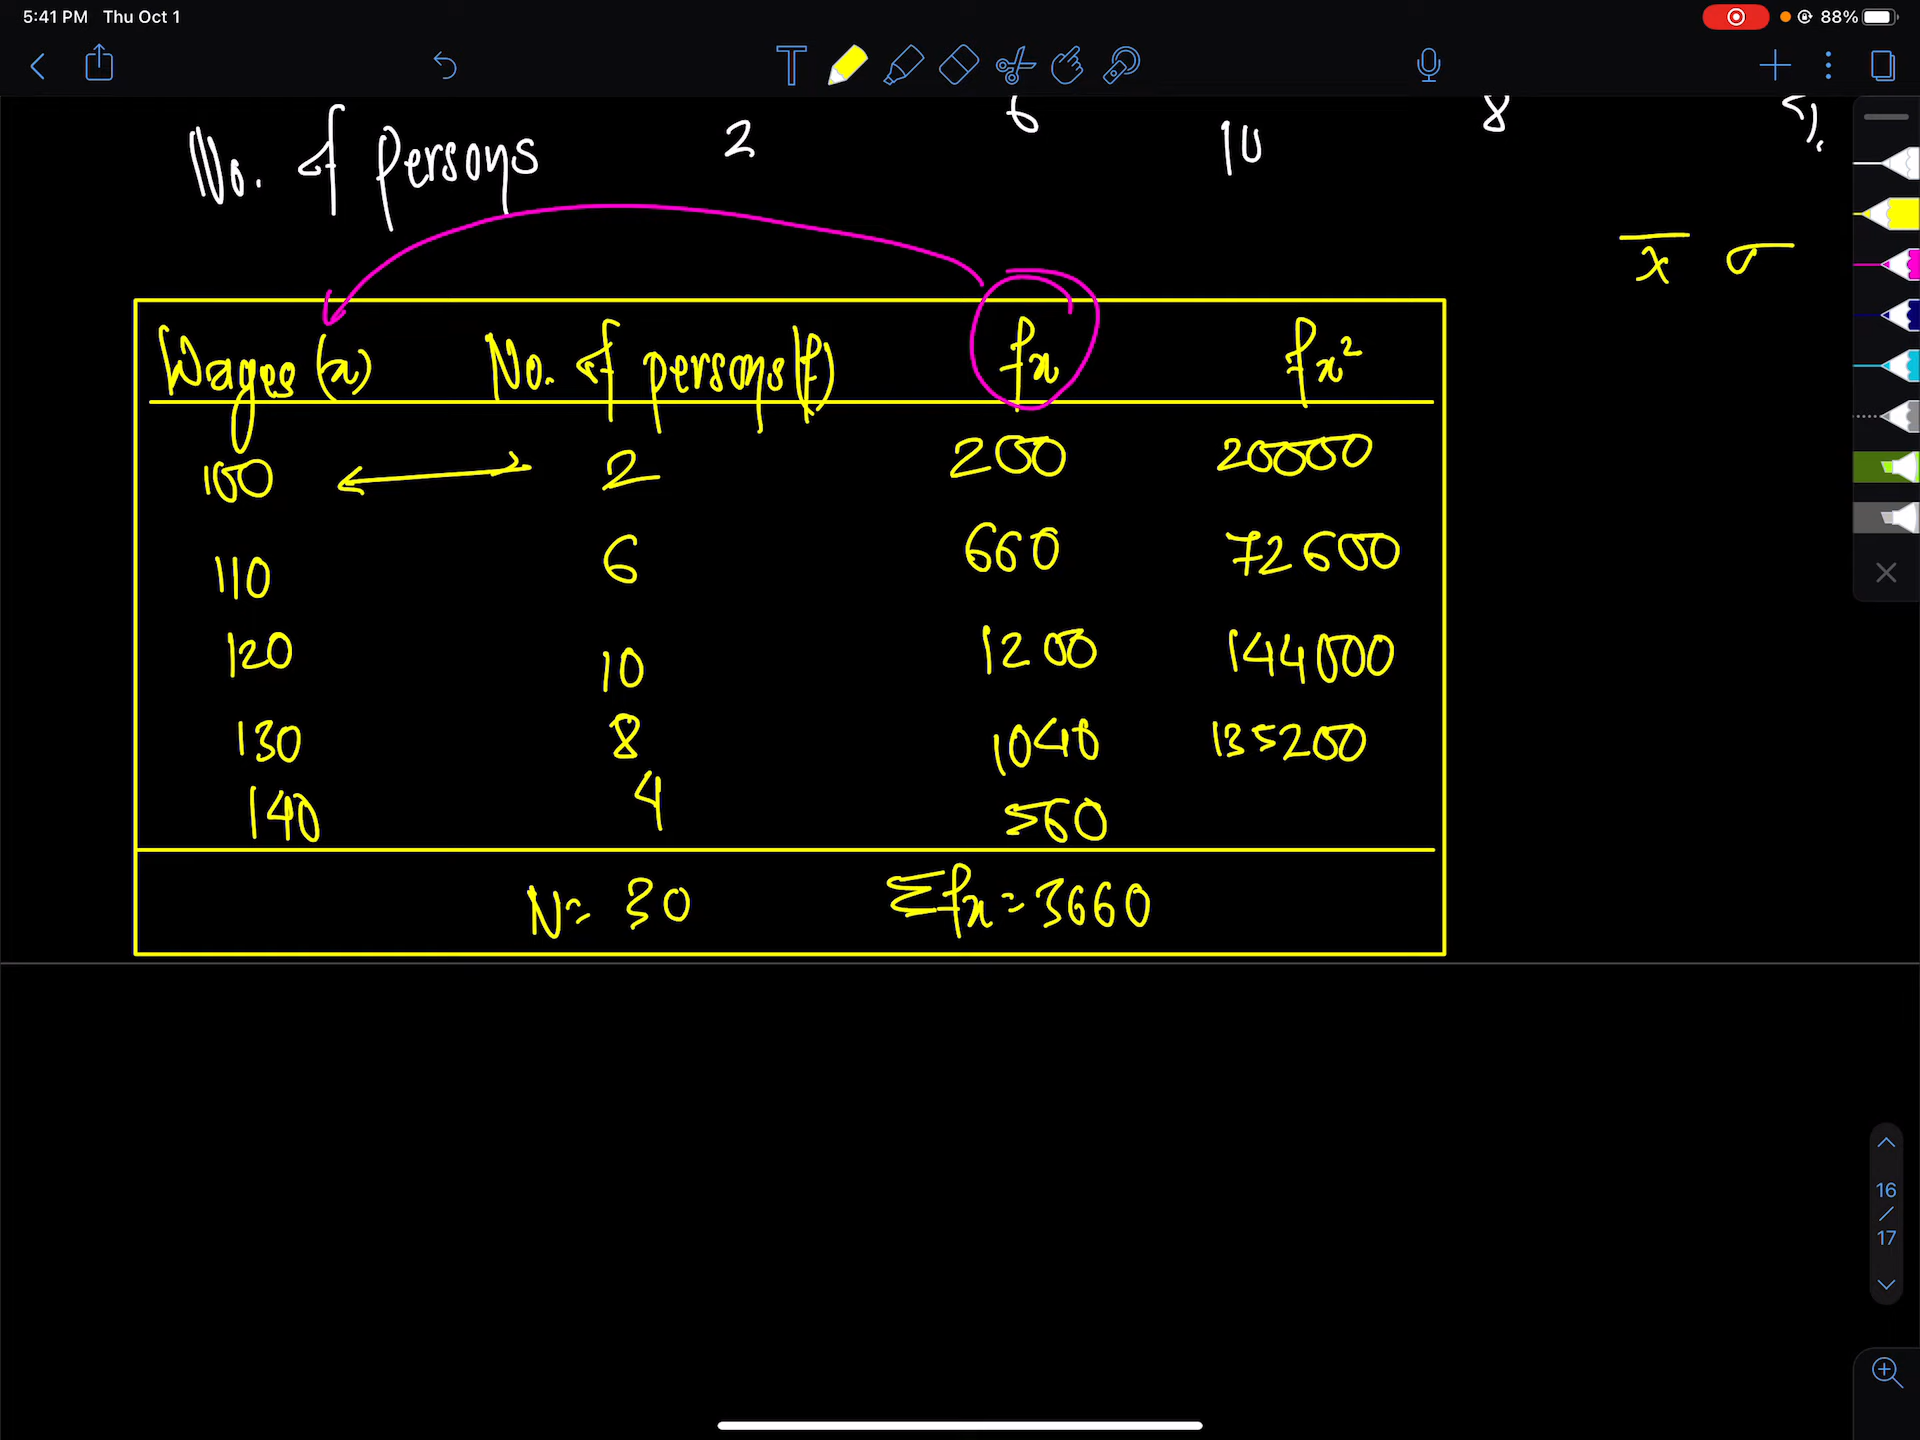 5:41 PM Thu Oct 1 88%
6 8
No. of persons 2 10
x̄ σ
Wages (x) No. of persons (f) fx fx²
100 2 200 20000
110 6 660 72600
120 10 1200 144000
130 8 1040 135200
140 4 560
N= 30 Σfx = 3660
16
/
17